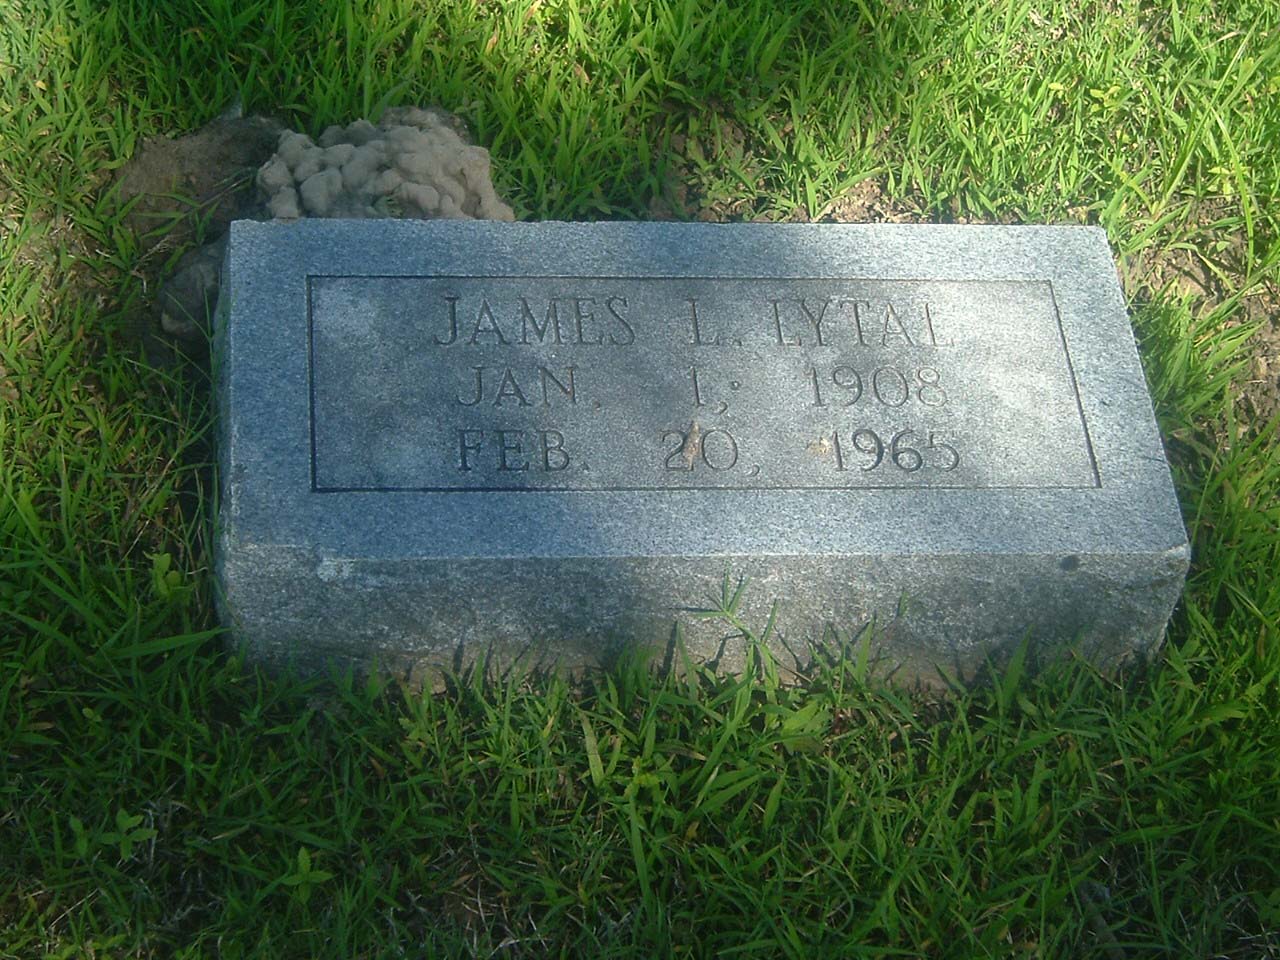 JAMES L. LYTAL
JAN. 1, 1908
FEB. 20, 1965